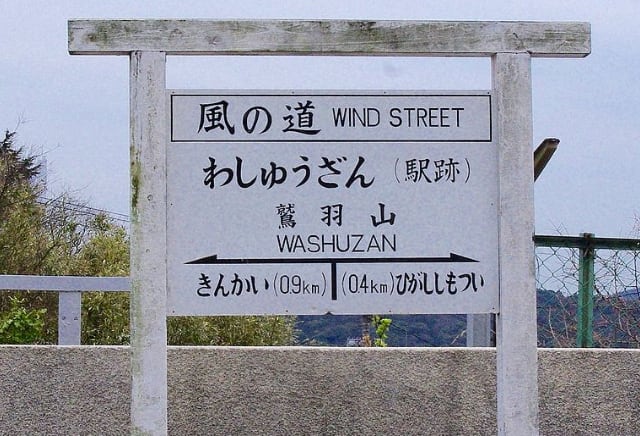 風の道 WIND STREET
わしゅうざん（駅跡）
鷲羽山
WASHUZAN
きんかい（0.9km） （0.4km）ひがししもつい